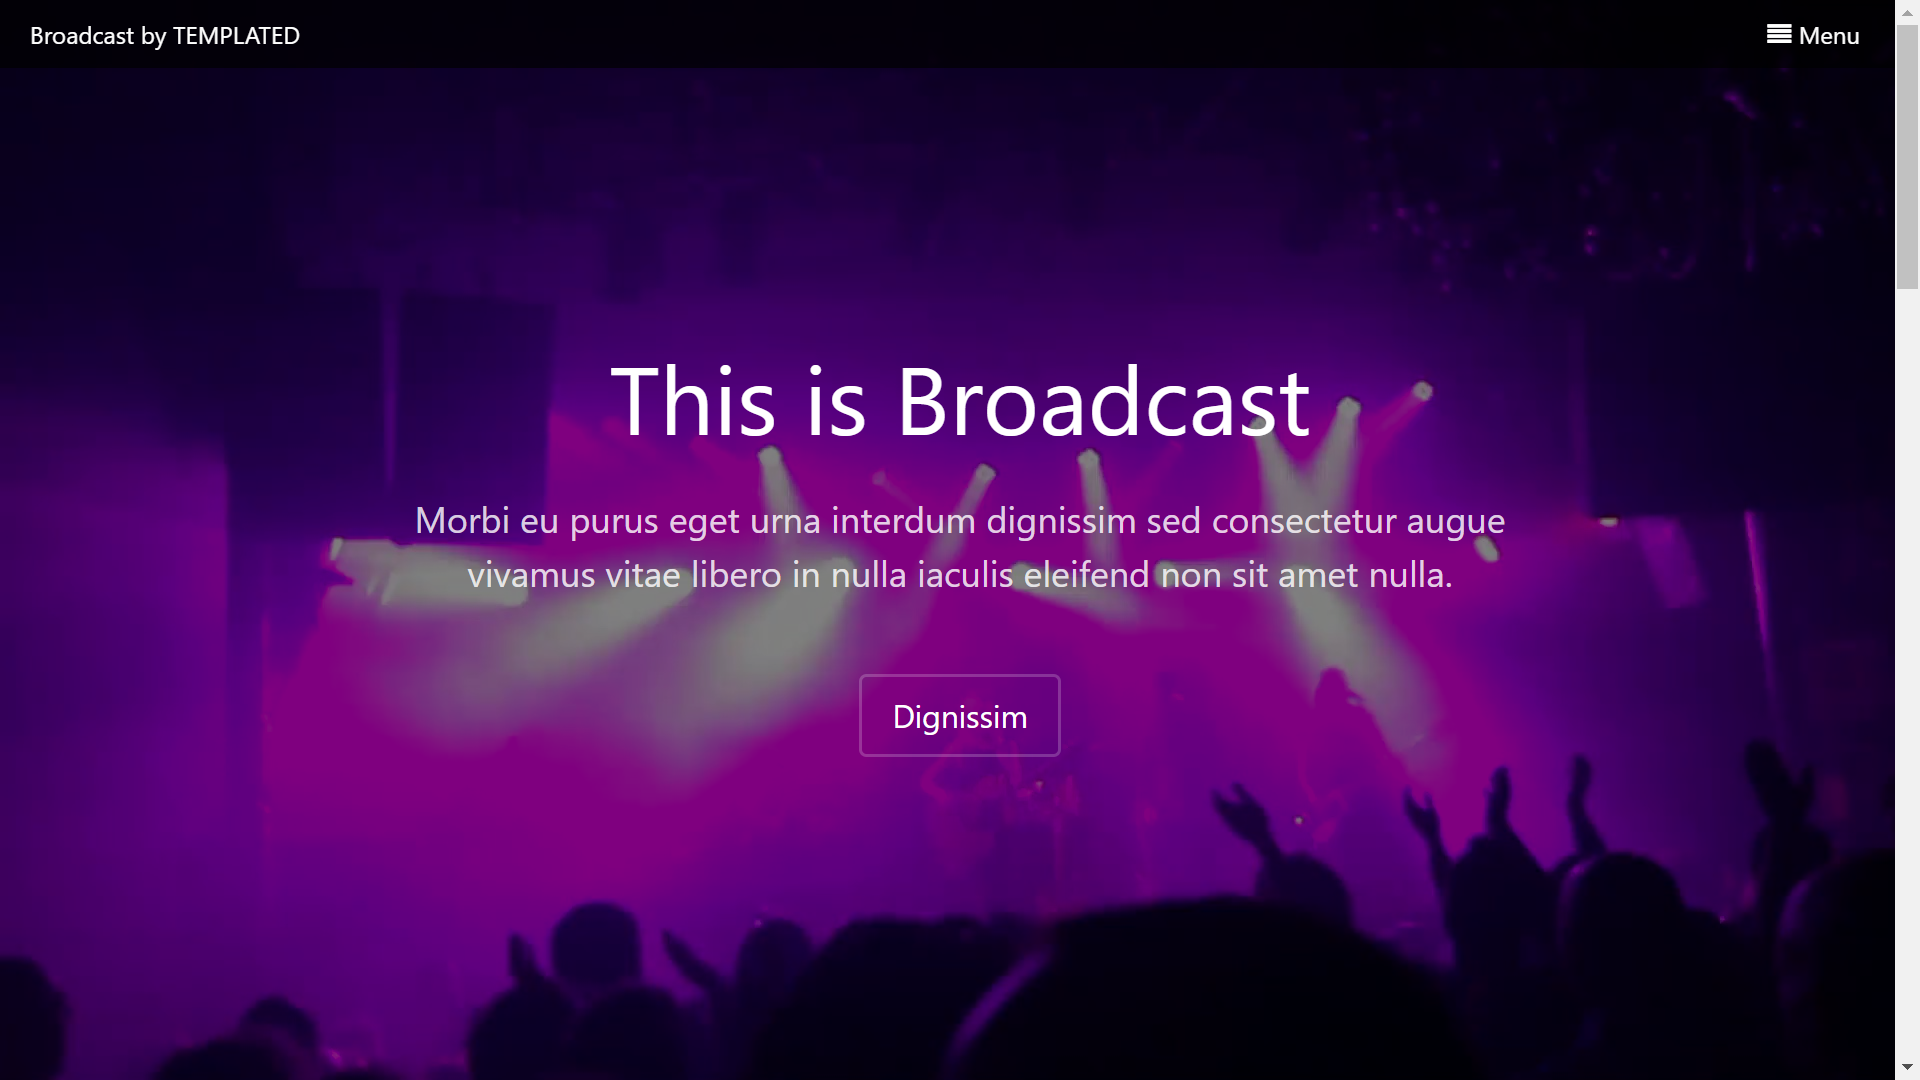 Broadcast by TEMPLATED
Menu
This is Broadcast
Morbi eu purus eget urna interdum dignissim sed consectetur augue
vivamus vitae libero in nulla iaculis eleifend non sit amet nulla.
Dignissim